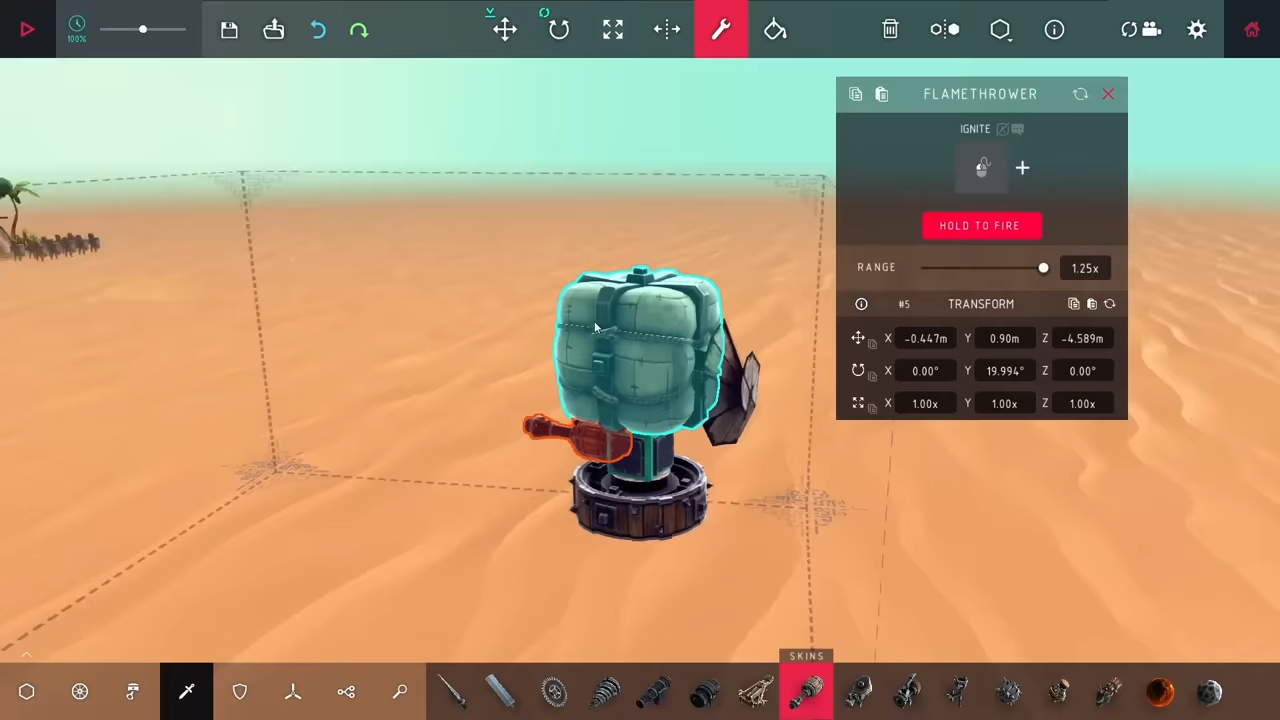 100%
FLAMETHROWER
IGNITE
HOLD TO FIRE
RANGE 1.25x
#5 TRANSFORM
X -0.447m Y 0.90m Z -4.589m
X 0.00° Y 19.994° Z 0.00°
X 1.00x Y 1.00x Z 1.00x
SKINS